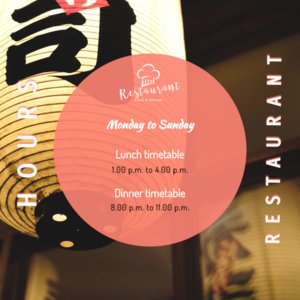 司
HOURS
Restaurant
Monday to Sunday
Lunch timetable
1.00 p.m. to 4.00 p.m.
Dinner timetable
8.00 p.m. to 11.00 p.m.
RESTAURANT